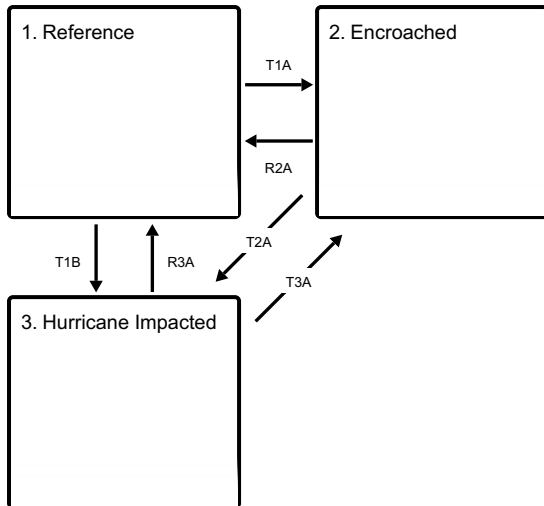 1. Reference
2. Encroached
T1A
R2A
T1B
R3A
T2A
T3A
3. Hurricane Impacted